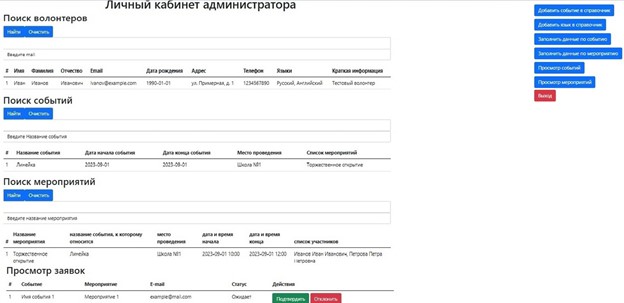 Личный кабинет администратора
Добавить событие в справочник
Добавить язык в справочник
Заполнить данные по событию
Заполнить данные по мероприятию
Просмотр событий
Просмотр мероприятий
Выход
Поиск волонтеров
Найти Очистить
Введите mail
# Имя Фамилия Отчество Email Дата рождения Адрес Телефон Языки Краткая информация
1 Иван Иванов Иванович ivanov@example.com 1990-01-01 ул. Примерная, д. 1 1234567890 Русский, Английский Тестовый волонтер
Поиск событий
Найти Очистить
Введите Название события
# Название события Дата начала события Дата конца события Место проведения Список мероприятий
1 Линейка 2023-09-01 2023-09-01 Школа №1 Торжественное открытие
Поиск мероприятий
Найти Очистить
Введите название мероприятия
# Название мероприятия название события, к которому относится место проведения дата и время начала дата и время конца список участников
1 Торжественное открытие Линейка Школа №1 2023-09-01 10:00 2023-09-01 12:00 Иванов Иван Иванович, Петрова Петра Петровна
Просмотр заявок
# Событие Мероприятие E-mail Статус Действия
1 Имя события 1 Мероприятие 1 example@mail.com Ожидает Подтвердить Отклонить